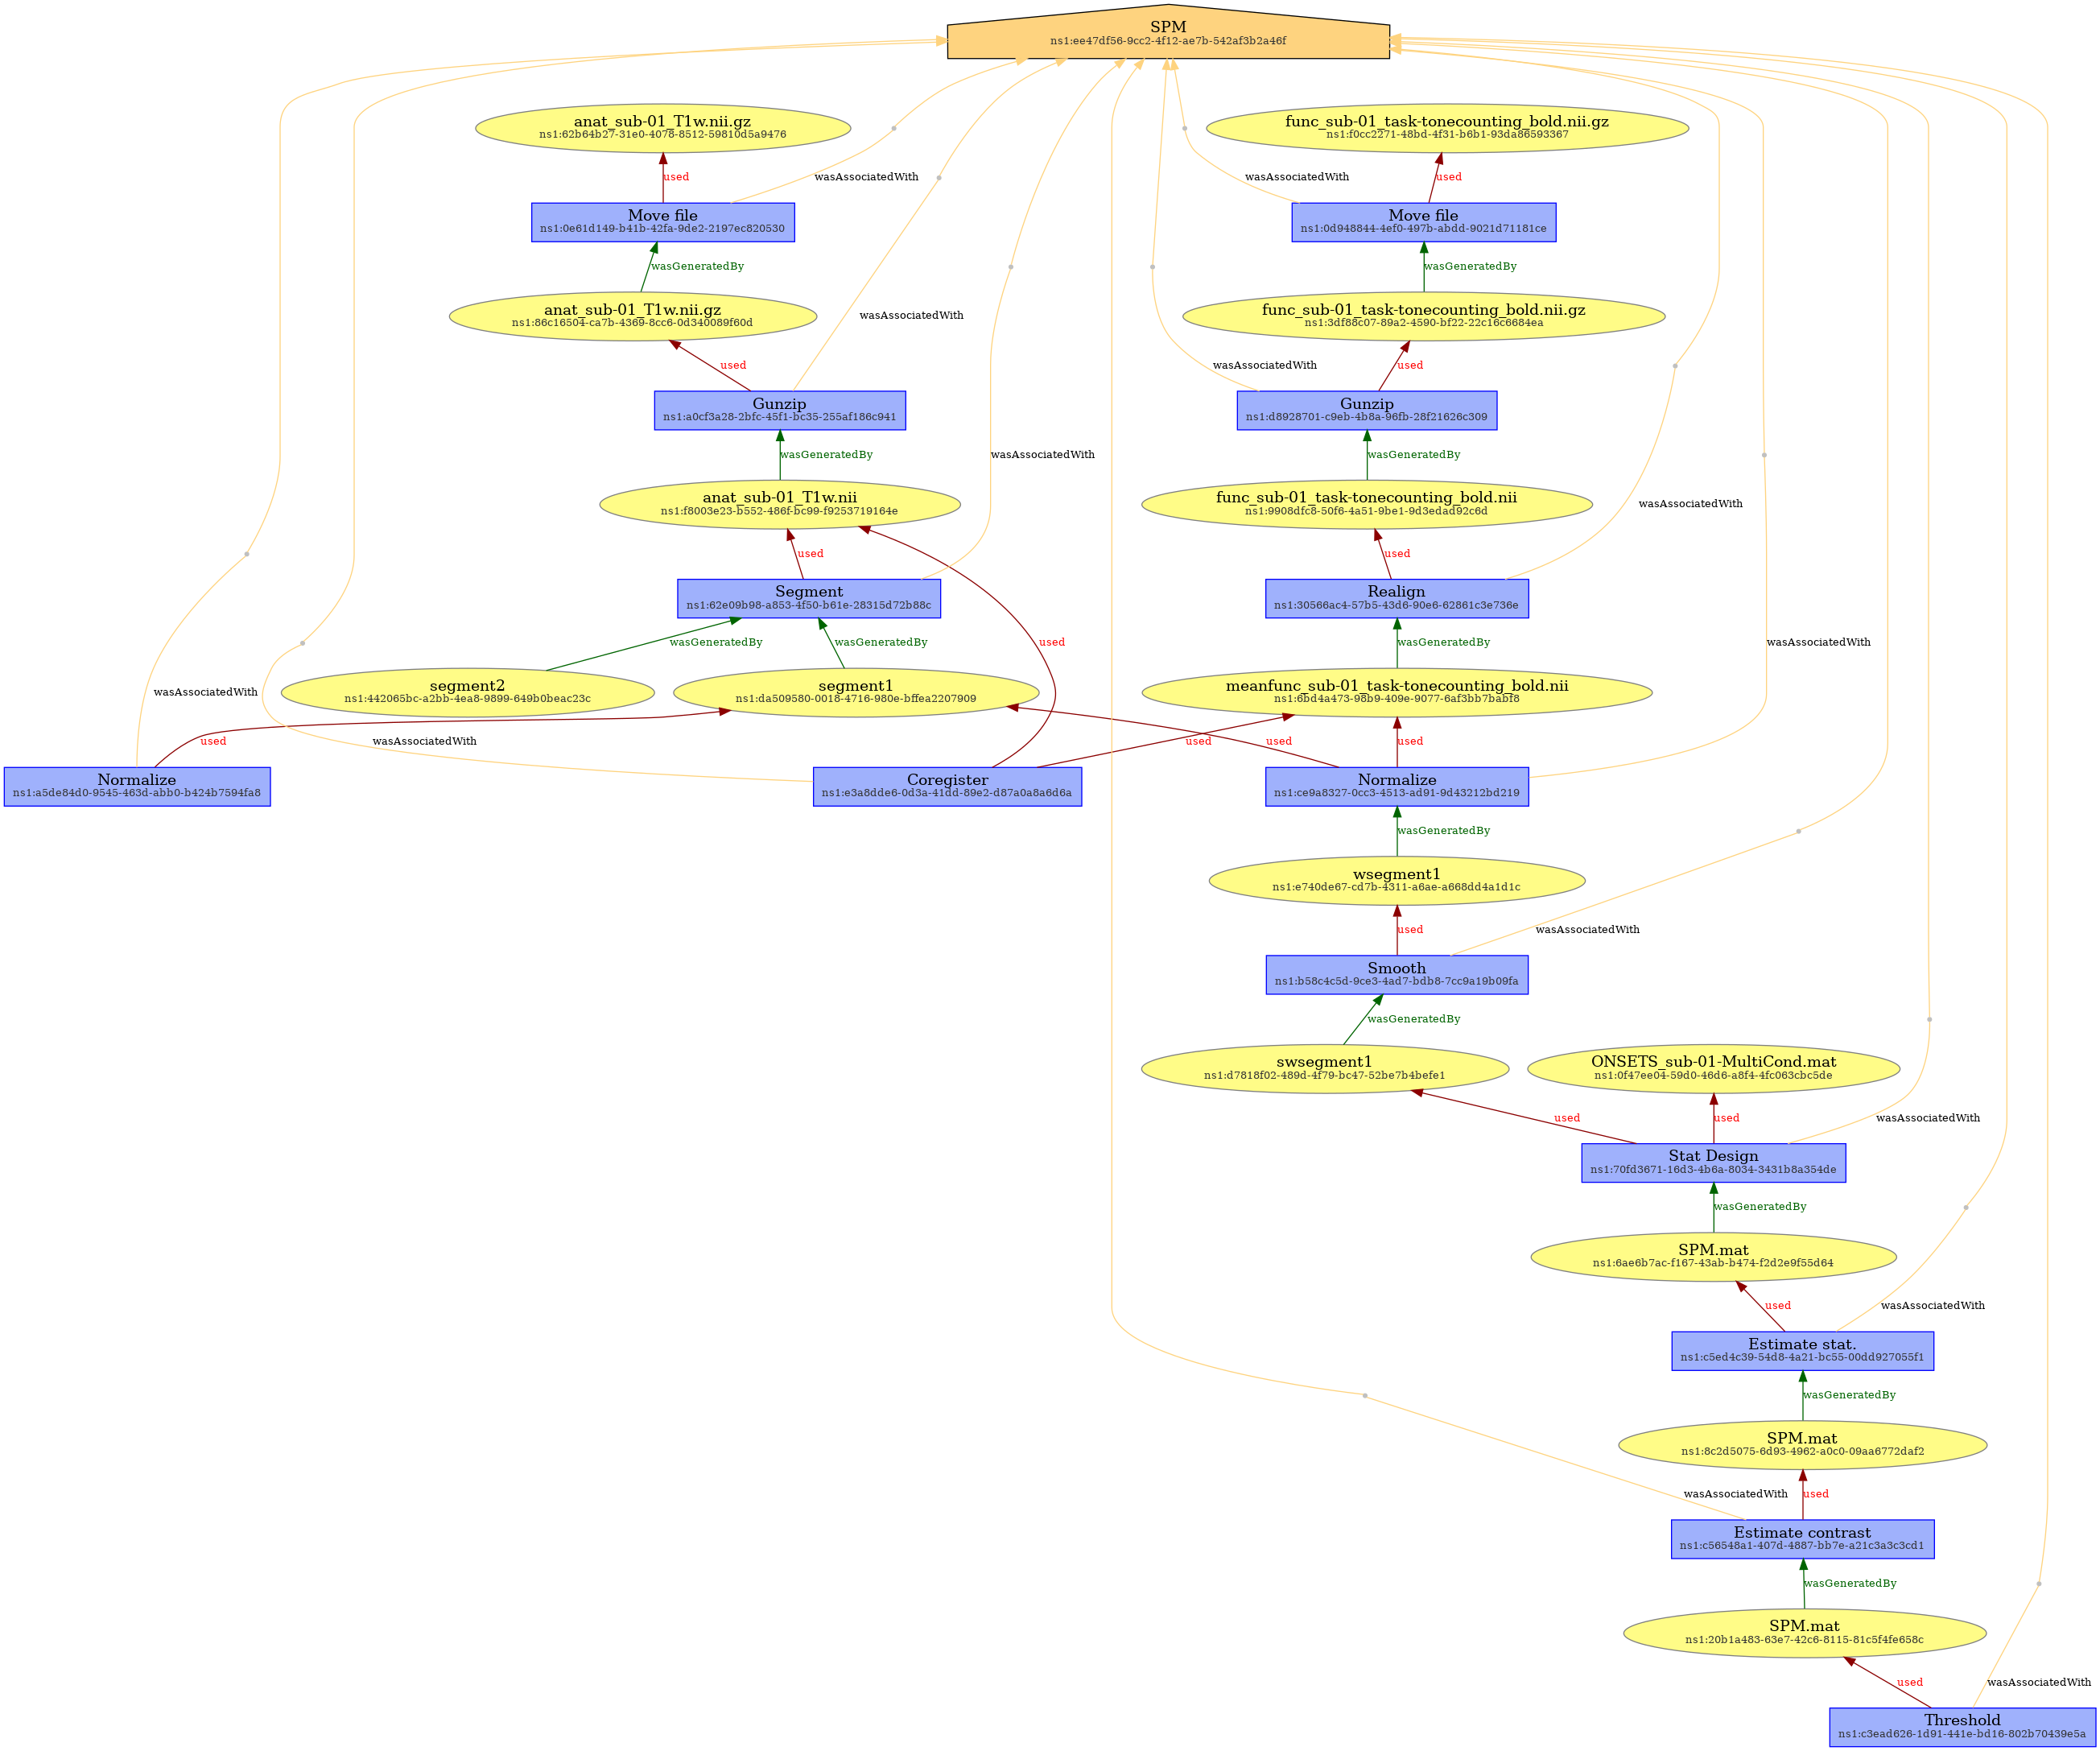 SPM
ns1:ee47df56-9cc2-4f12-ae7b-542af3b2a46f
anat_sub-01_T1w.nii.gz
ns1:62b64b27-31e0-4078-8512-59810d5a9476
func_sub-01_task-tonecounting_bold.nii.gz
ns1:f0cc2271-48bd-4f31-b6b1-93da86593367
used
wasAssociatedWith
wasAssociatedWith
used
Move file
ns1:0e61d149-b41b-42fa-9de2-2197ec820530
Move file
ns1:0d948844-4ef0-497b-abdd-9021d71181ce
wasGeneratedBy
wasGeneratedBy
anat_sub-01_T1w.nii.gz
ns1:86c16504-ca7b-4369-8cc6-0d340089f60d
wasAssociatedWith
func_sub-01_task-tonecounting_bold.nii.gz
ns1:3df88c07-89a2-4590-bf22-22c16c6684ea
used
wasAssociatedWith
used
Gunzip
ns1:a0cf3a28-2bfc-45f1-bc35-255af186c941
Gunzip
ns1:d8928701-c9eb-4b8a-96fb-28f21626c309
wasGeneratedBy
wasAssociatedWith
wasGeneratedBy
anat_sub-01_T1w.nii
ns1:f8003e23-b552-486f-bc99-f9253719164e
func_sub-01_task-tonecounting_bold.nii
ns1:9908dfc8-50f6-4a51-9be1-9d3edad92c6d
wasAssociatedWith
used
used
Segment
ns1:62e09b98-a853-4f50-b61e-28315d72b88c
Realign
ns1:30566ac4-57b5-43d6-90e6-62861c3e736e
wasGeneratedBy
wasGeneratedBy
used
wasGeneratedBy
wasAssociatedWith
segment2
ns1:442065bc-a2bb-4ea8-9899-649b0beac23c
segment1
ns1:da509580-0018-4716-980e-bffea2207909
meanfunc_sub-01_task-tonecounting_bold.nii
ns1:6bd4a473-98b9-409e-9077-6af3bb7babf8
wasAssociatedWith
used
wasAssociatedWith
used
used
used
Normalize
ns1:a5de84d0-9545-463d-abb0-b424b7594fa8
Coregister
ns1:e3a8dde6-0d3a-41dd-89e2-d87a0a8a6d6a
Normalize
ns1:ce9a8327-0cc3-4513-ad91-9d43212bd219
wasGeneratedBy
wsegment1
ns1:e740de67-cd7b-4311-a6ae-a668dd4a1d1c
used
wasAssociatedWith
Smooth
ns1:b58c4c5d-9ce3-4ad7-bdb8-7cc9a19b09fa
wasGeneratedBy
swsegment1
ns1:d7818f02-489d-4f79-bc47-52be7b4befe1
ONSETS_sub-01-MultiCond.mat
ns1:0f47ee04-59d0-46d6-a8f4-4fc063cbc5de
used
used
wasAssociatedWith
Stat Design
ns1:70fd3671-16d3-4b6a-8034-3431b8a354de
wasGeneratedBy
SPM.mat
ns1:6ae6b7ac-f167-43ab-b474-f2d2e9f55d64
used
wasAssociatedWith
Estimate stat.
ns1:c5ed4c39-54d8-4a21-bc55-00dd927055f1
wasGeneratedBy
SPM.mat
ns1:8c2d5075-6d93-4962-a0c0-09aa6772daf2
wasAssociatedWith
used
Estimate contrast
ns1:c56548a1-407d-4887-bb7e-a21c3a3c3cd1
wasGeneratedBy
SPM.mat
ns1:20b1a483-63e7-42c6-8115-81c5f4fe658c
used
wasAssociatedWith
Threshold
ns1:c3ead626-1d91-441e-bd16-802b70439e5a